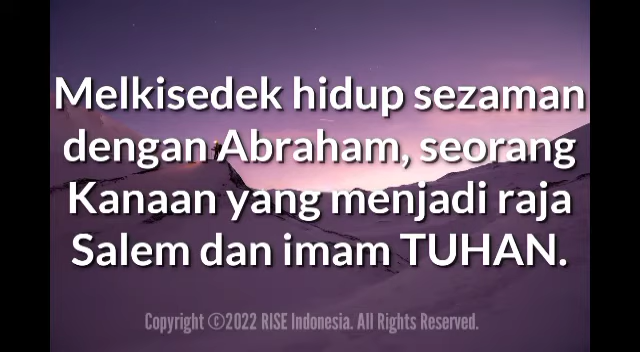 Melkisedek hidup sezaman
dengan Abraham, seorang
Kanaan yang menjadi raja
Salem dan imam TUHAN.
Copyright ©2022 RISE Indonesia. All Rights Reserved.